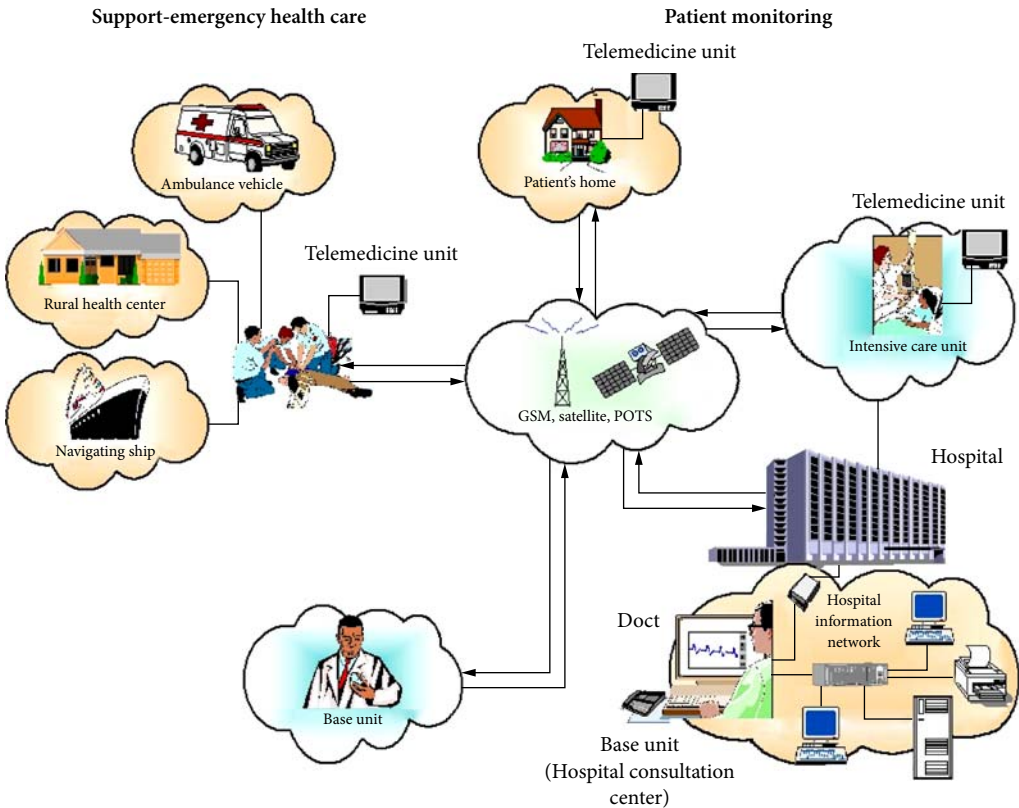 Support-emergency health care
Patient monitoring
Telemedicine unit
Ambulance vehicle
Patient's home
Telemedicine unit
Rural health center
Telemedicine unit
Intensive care unit
Navigating ship
GSM, satellite, POTS
Hospital
Hospital
information
network
Doct
Base unit
Base unit
(Hospital consultation
center)